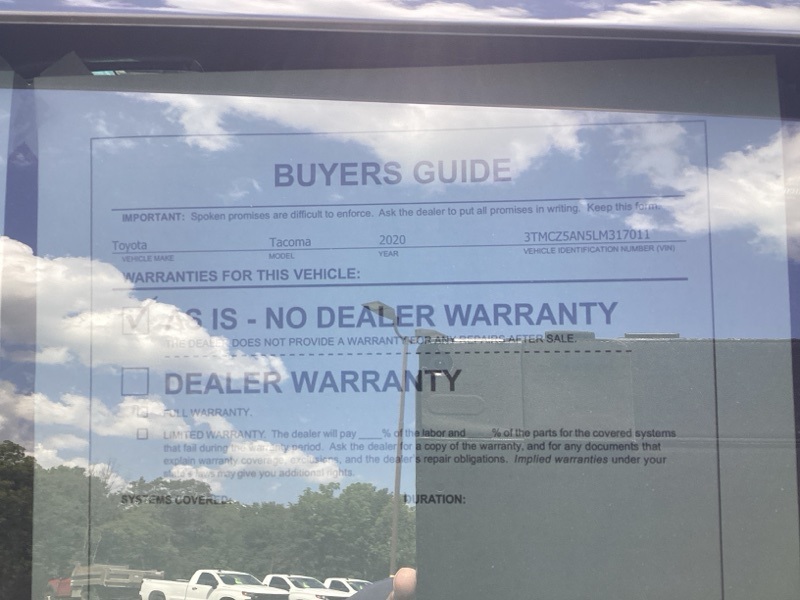 BUYERS GUIDE
IMPORTANT: Spoken promises are difficult to enforce. Ask the dealer to put all promises in writing. Keep this form.
Toyota Tacoma 2020 3TMCZ5AN5LM317011
VEHICLE MAKE MODEL YEAR VEHICLE IDENTIFICATION NUMBER (VIN)
WARRANTIES FOR THIS VEHICLE:
AS IS - NO DEALER WARRANTY
THE DEALER DOES NOT PROVIDE A WARRANTY FOR ANY REPAIRS AFTER SALE.
DEALER WARRANTY
FULL WARRANTY.
LIMITED WARRANTY. The dealer will pay ____% of the labor and ____% of the parts for the covered systems
that fail during the warranty period. Ask the dealer for a copy of the warranty, and for any documents that
explain warranty coverage, exclusions, and the dealer's repair obligations. Implied warranties under your
may give you additional rights.
SYSTEMS COVERED: DURATION: